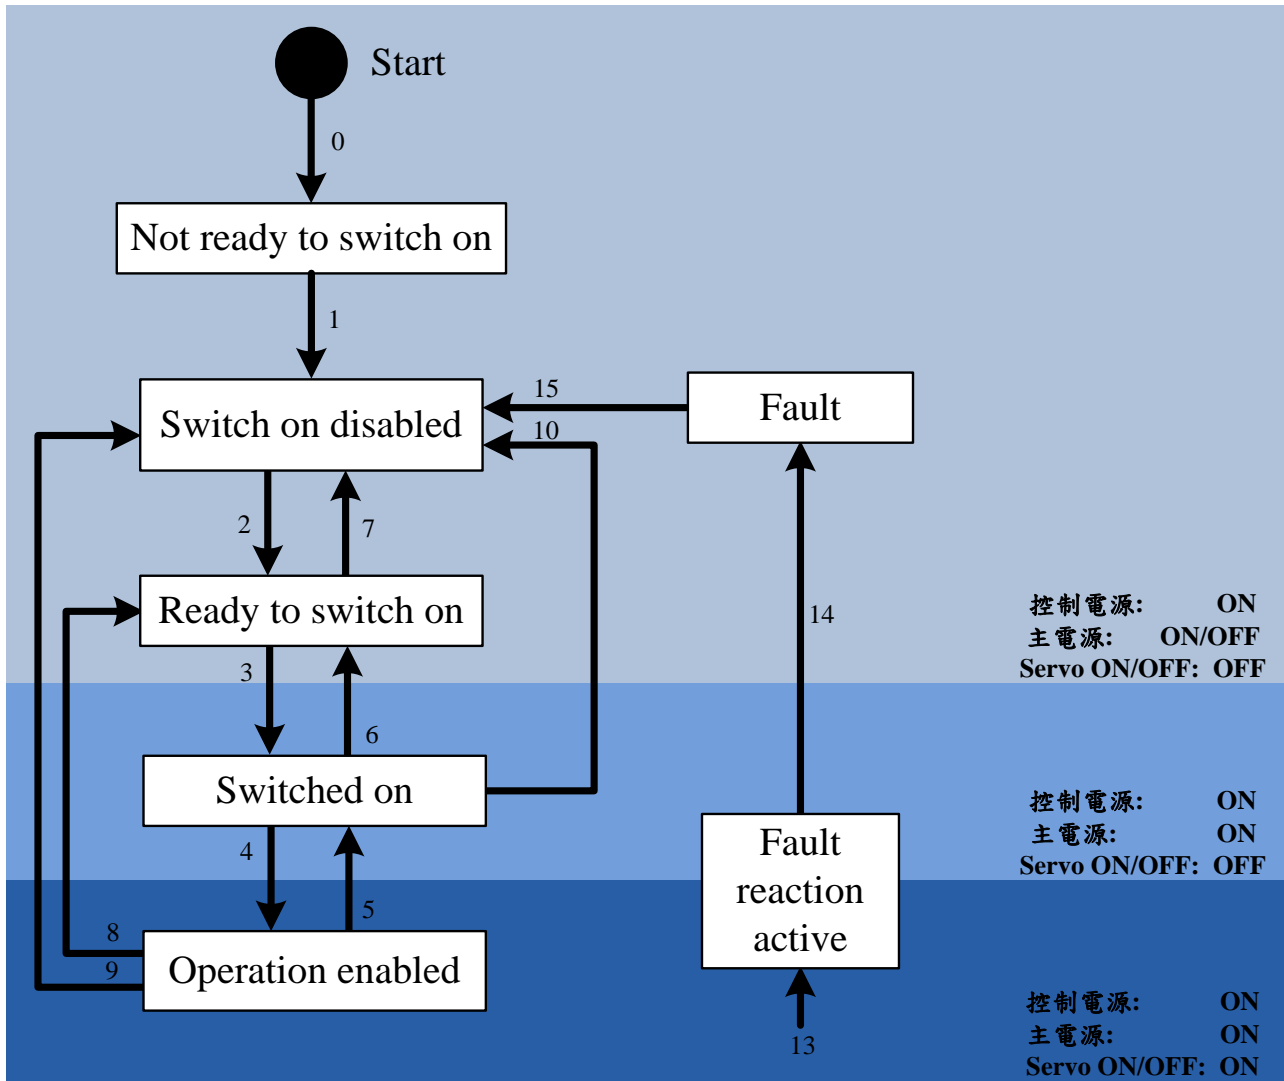 Start
0
Not ready to switch on
1
Switch on disabled
15
10
Fault
2
7
Ready to switch on
14
控制電源: ON
主電源: ON/OFF
Servo ON/OFF: OFF
3
6
Switched on
控制電源: ON
主電源: ON
Servo ON/OFF: OFF
4
5
Fault
reaction
active
8
9
Operation enabled
13
控制電源: ON
主電源: ON
Servo ON/OFF: ON